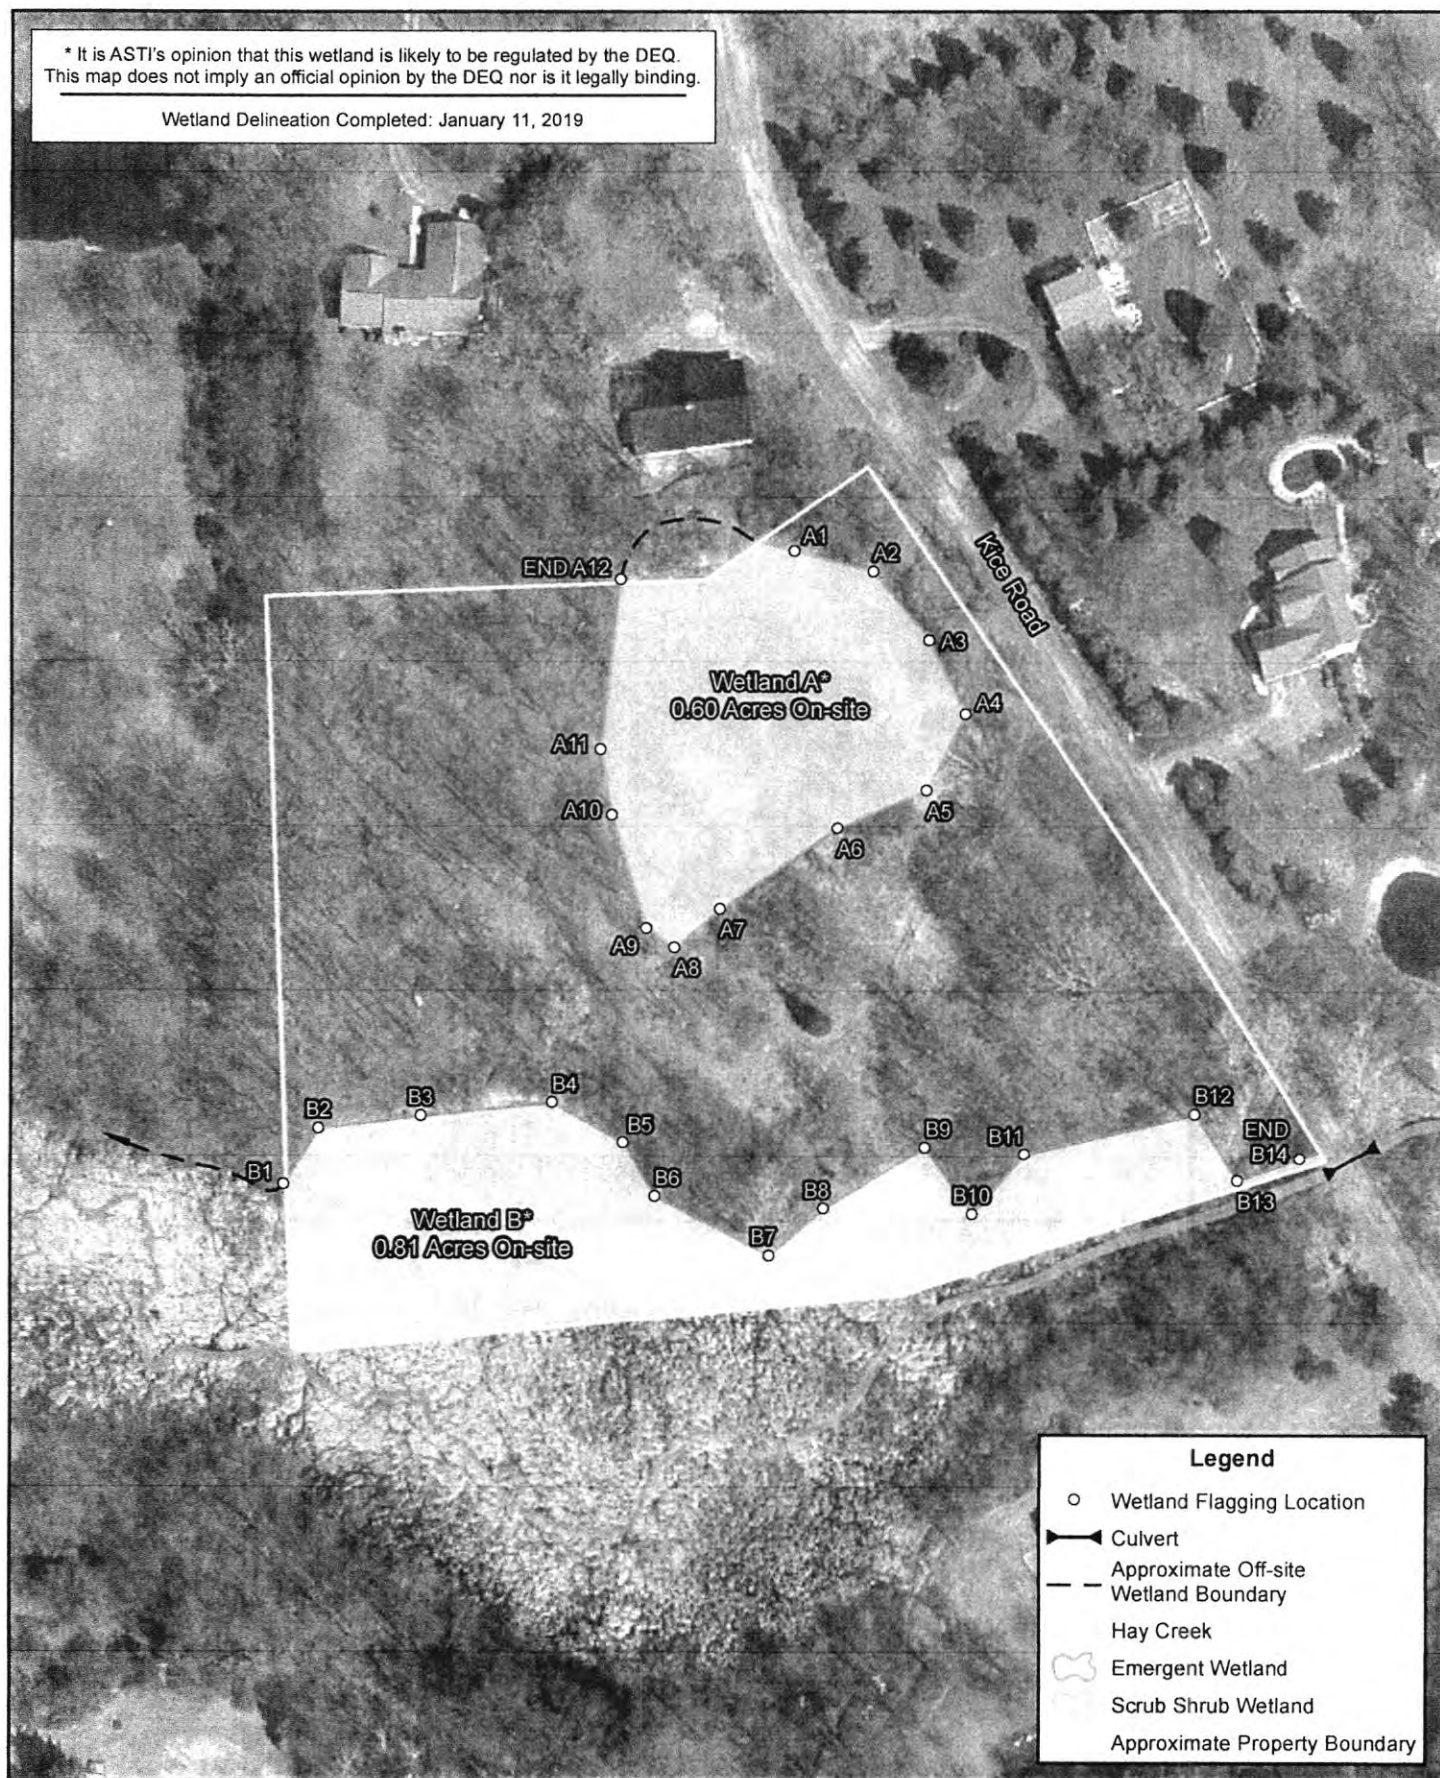 * It is ASTI's opinion that this wetland is likely to be regulated by the DEQ.
This map does not imply an official opinion by the DEQ nor is it legally binding.
Wetland Delineation Completed: January 11, 2019
A1
END A12
A2
Kice Road
A3
Wetland A*
0.60 Acres On-site
A4
A11
A5
A10
A6
A7
A9
A8
B4
B3
B2
B12
B5
B9
B11
END
B14
B1
B6
B13
B8
B10
Wetland B*
0.81 Acres On-site
B7
Legend
Wetland Flagging Location
Culvert
Approximate Off-site
Wetland Boundary
Hay Creek
Emergent Wetland
Scrub Shrub Wetland
Approximate Property Boundary